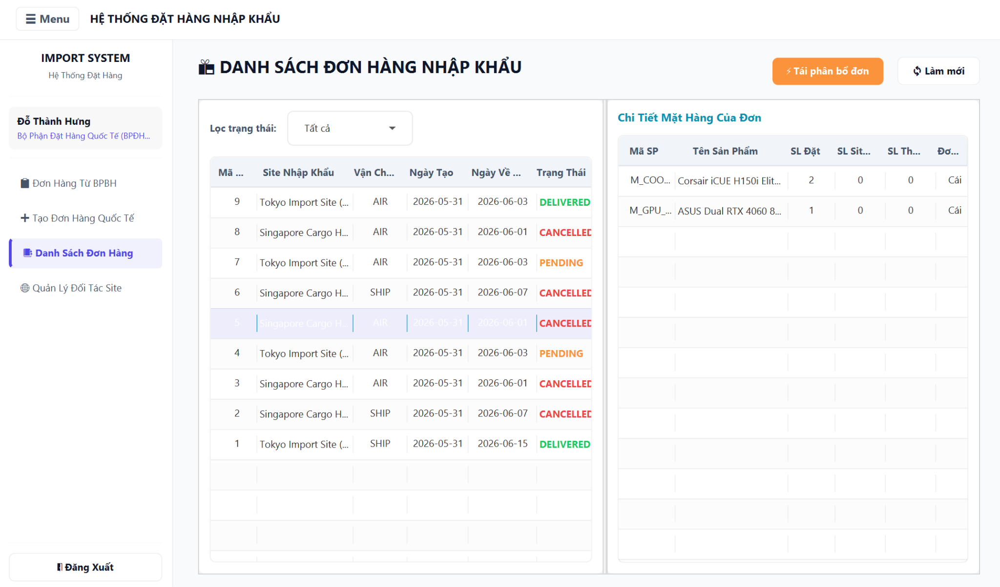 Menu
HỆ THỐNG ĐẶT HÀNG NHẬP KHẨU
IMPORT SYSTEM
Hệ Thống Đặt Hàng
Đỗ Thành Hưng
Bộ Phận Đặt Hàng Quốc Tế (BPĐH...
Đơn Hàng Từ BPBH
Tạo Đơn Hàng Quốc Tế
Danh Sách Đơn Hàng
Quản Lý Đối Tác Site
Đăng Xuất
DANH SÁCH ĐƠN HÀNG NHẬP KHẨU
Tái phân bổ đơn
Làm mới
Lọc trạng thái: Tất cả
Mã ... Site Nhập Khẩu Vận Ch... Ngày Tạo Ngày Về ... Trạng Thái
9 Tokyo Import Site (... AIR 2026-05-31 2026-06-03 DELIVERED
8 Singapore Cargo H... AIR 2026-05-31 2026-06-01 CANCELLED
7 Tokyo Import Site (... AIR 2026-05-31 2026-06-03 PENDING
6 Singapore Cargo H... SHIP 2026-05-31 2026-06-07 CANCELLED
5 Singapore Cargo H... AIR 2026-05-31 2026-06-01 CANCELLED
4 Tokyo Import Site (... AIR 2026-05-31 2026-06-03 PENDING
3 Singapore Cargo H... AIR 2026-05-31 2026-06-01 CANCELLED
2 Singapore Cargo H... SHIP 2026-05-31 2026-06-07 CANCELLED
1 Tokyo Import Site (... SHIP 2026-05-31 2026-06-15 DELIVERED
Chi Tiết Mặt Hàng Của Đơn
Mã SP Tên Sản Phẩm SL Đặt SL Sit... SL Th... Đơ...
M_COO... Corsair iCUE H150i Elit... 2 0 0 Cái
M_GPU_... ASUS Dual RTX 4060 8... 1 0 0 Cái